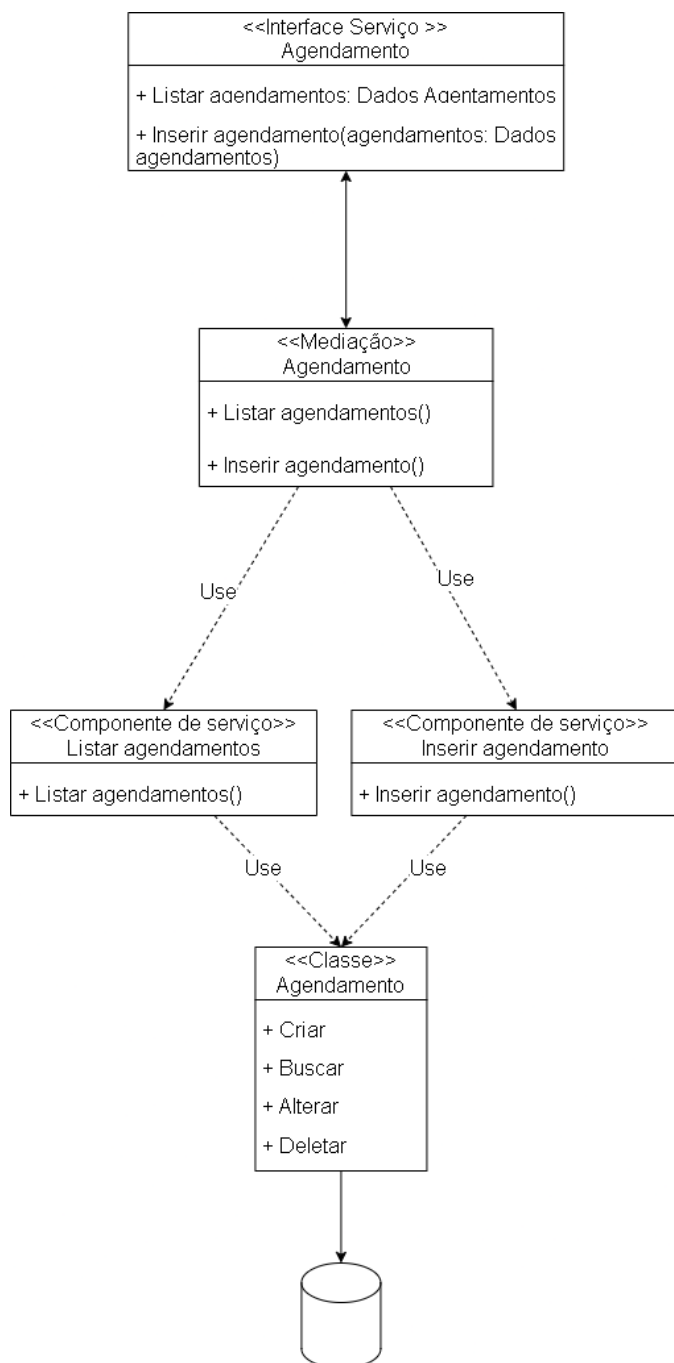 <<Interface Serviço >>
Agendamento
+ Listar agendamentos: Dados Agentamentos
+ Inserir agendamento(agendamentos: Dados
agendamentos)
<<Mediação>>
Agendamento
+ Listar agendamentos()
+ Inserir agendamento()
Use
Use
<<Componente de serviço>>
Listar agendamentos
+ Listar agendamentos()
<<Componente de serviço>>
Inserir agendamento
+ Inserir agendamento()
Use
Use
<<Classe>>
Agendamento
+ Criar
+ Buscar
+ Alterar
+ Deletar